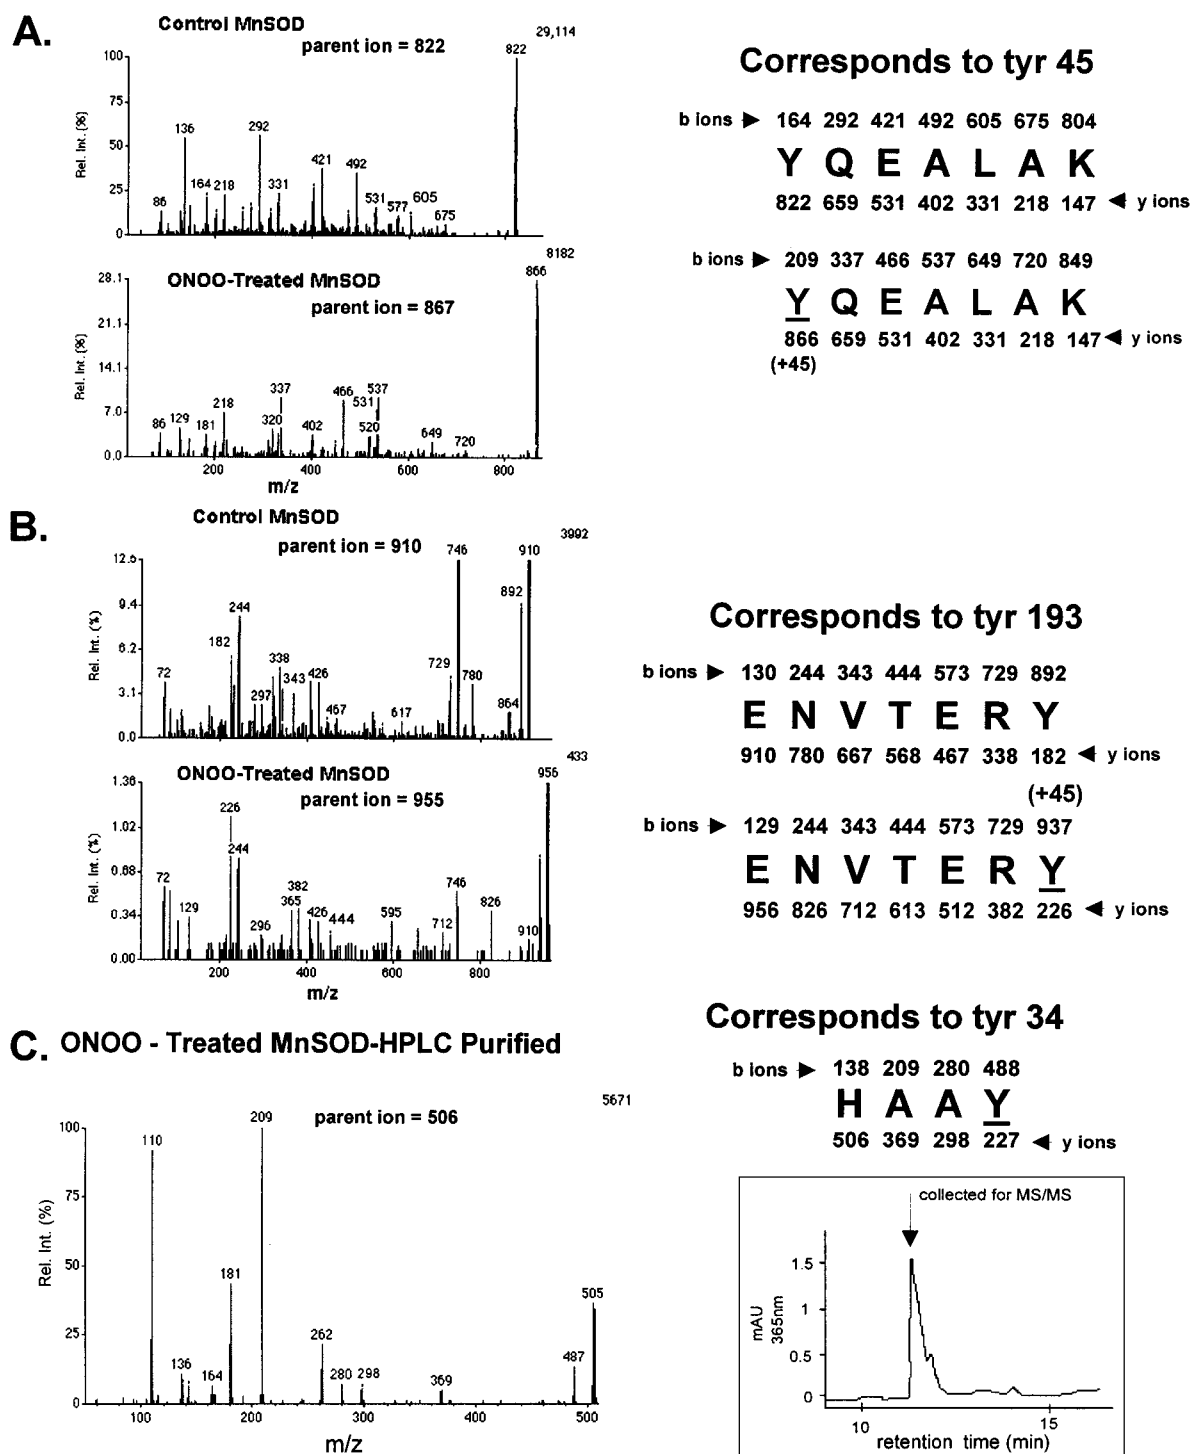 A.
Control MnSOD
parent ion = 822
29,114
822
100
75
50
25
0
Rel. Int. (%)
86
136
164
218
292
331
421
492
531
577
605
675
8182
866
ONOO-Treated MnSOD
parent ion = 867
28.1
21.1
14.1
7.0
0.0
Rel. Int. (%)
86
129
181
218
320
337
402
466
531
537
520
649
720
200 400 600 800
m/z
Corresponds to tyr 45
b ions 164 292 421 492 605 675 804
Y Q E A L A K
822 659 531 402 331 218 147 y ions
b ions 209 337 466 537 649 720 849
Y Q E A L A K
866 659 531 402 331 218 147 y ions
(+45)
B.
Control MnSOD
parent ion = 910
3992
746
910
892
12.6
9.4
6.2
3.1
0.0
Rel. Int. (%)
72
182
244
297
338
343
426
467
617
729
780
864
433
956
ONOO-Treated MnSOD
parent ion = 955
1.36
1.02
0.88
0.34
0.00
Rel. Int. (%)
72
129
226
244
296
365
382
426
444
595
712
746
826
910
200 400 600 800
m/z
Corresponds to tyr 193
b ions 130 244 343 444 573 729 892
E N V T E R Y
910 780 667 568 467 338 182 y ions
(+45)
b ions 129 244 343 444 573 729 937
E N V T E R Y
956 826 712 613 512 382 226 y ions
C. ONOO - Treated MnSOD-HPLC Purified
parent ion = 506
5671
100
75
50
25
0
Rel. Int. (%)
110
136
164
181
209
262
280
298
369
487
505
100 200 300 400 500
m/z
Corresponds to tyr 34
b ions 138 209 280 488
H A A Y
506 369 298 227 y ions
collected for MS/MS
1.5
1
0.5
0
mAU
365nm
10 15
retention time (min)